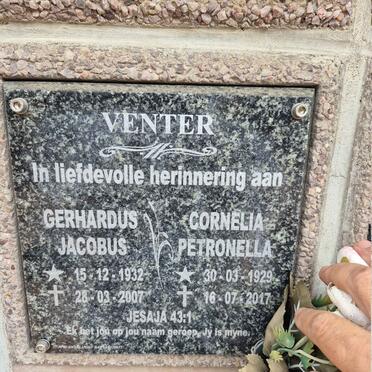 VENTER
In liefdevolle herinnering aan
GERHARDUS
JACOBUS
15 - 12 - 1932
28 - 03 - 2007
CORNELIA
PETRONELLA
30 - 03 - 1929
16 - 07 - 2017
JESAJA 43:1
Ek het jou op jou naam geroep, Jy is myne.